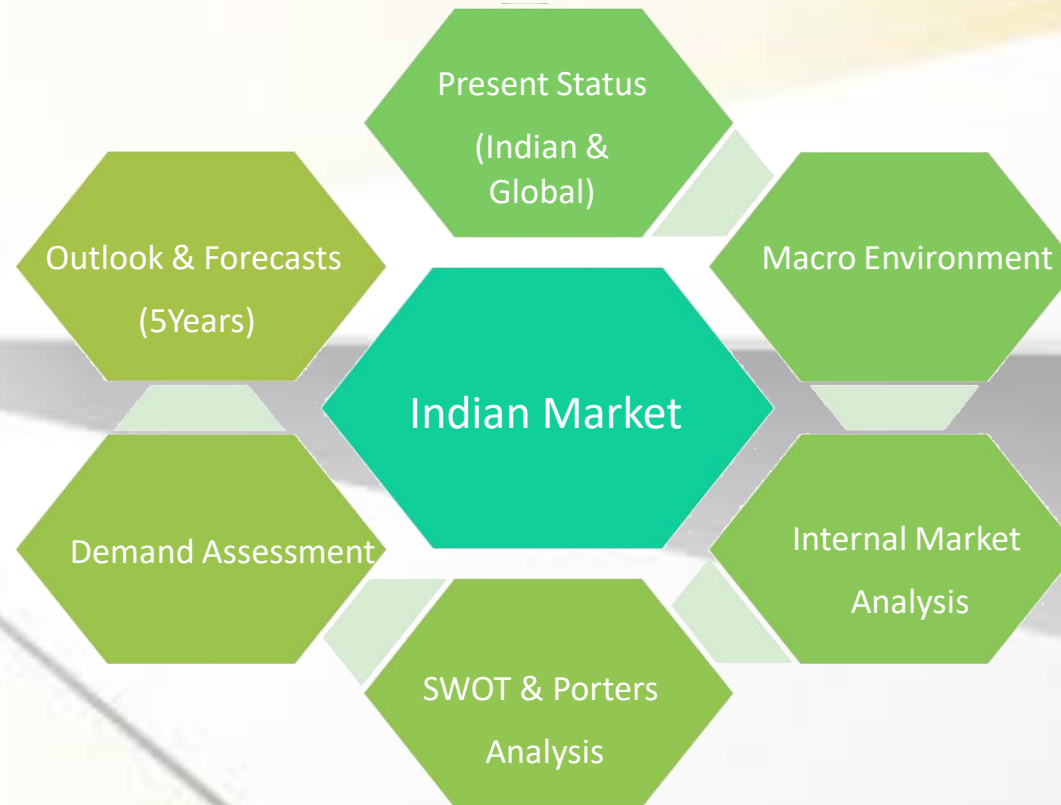 Present Status
(Indian &
Global)
Macro Environment
Internal Market
Analysis
SWOT & Porters
Analysis
Demand Assessment
Outlook & Forecasts
(5Years)
Indian Market